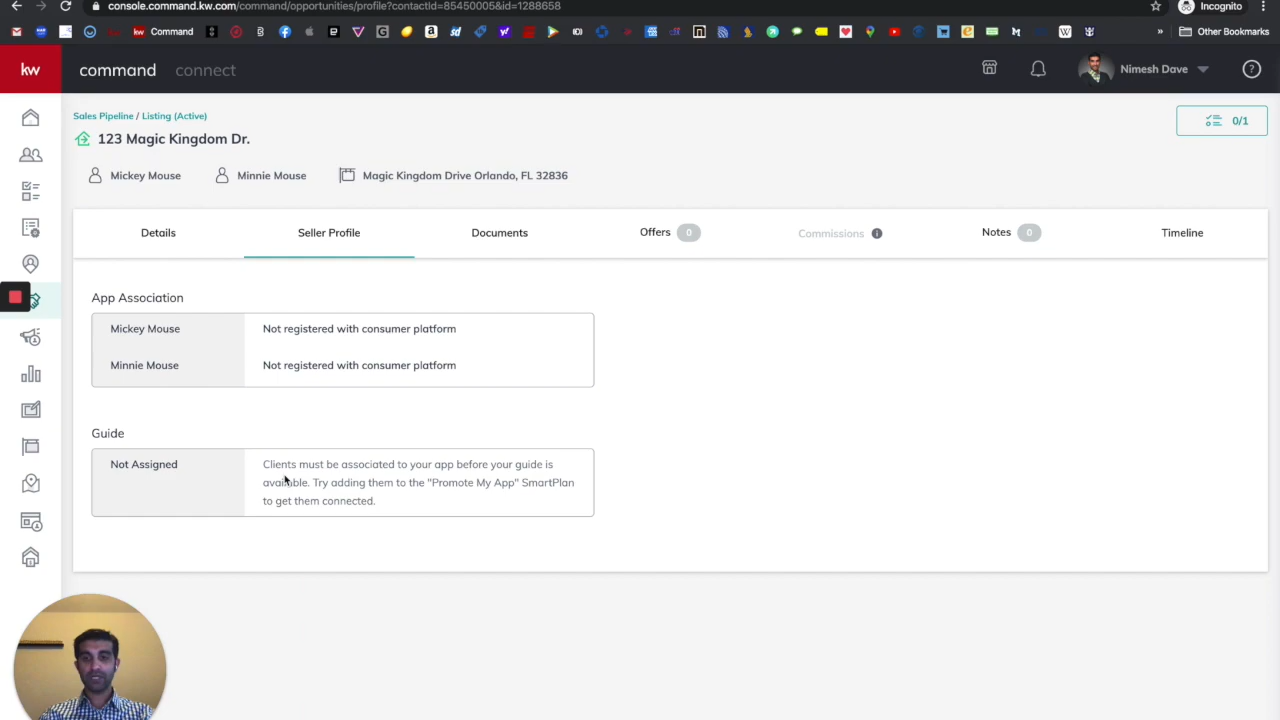 console.command.kw.com/command/opportunities/profile?contactId=85450005&id=1288658
Incognito
kw Command
Other Bookmarks
kw
command connect
Nimesh Dave
Sales Pipeline / Listing (Active)
0/1
123 Magic Kingdom Dr.
Mickey Mouse Minnie Mouse Magic Kingdom Drive Orlando, FL 32836
Details Seller Profile Documents Offers 0 Commissions Notes 0 Timeline
App Association
Mickey Mouse Not registered with consumer platform
Minnie Mouse Not registered with consumer platform
Guide
Not Assigned Clients must be associated to your app before your guide is
available. Try adding them to the "Promote My App" SmartPlan
to get them connected.